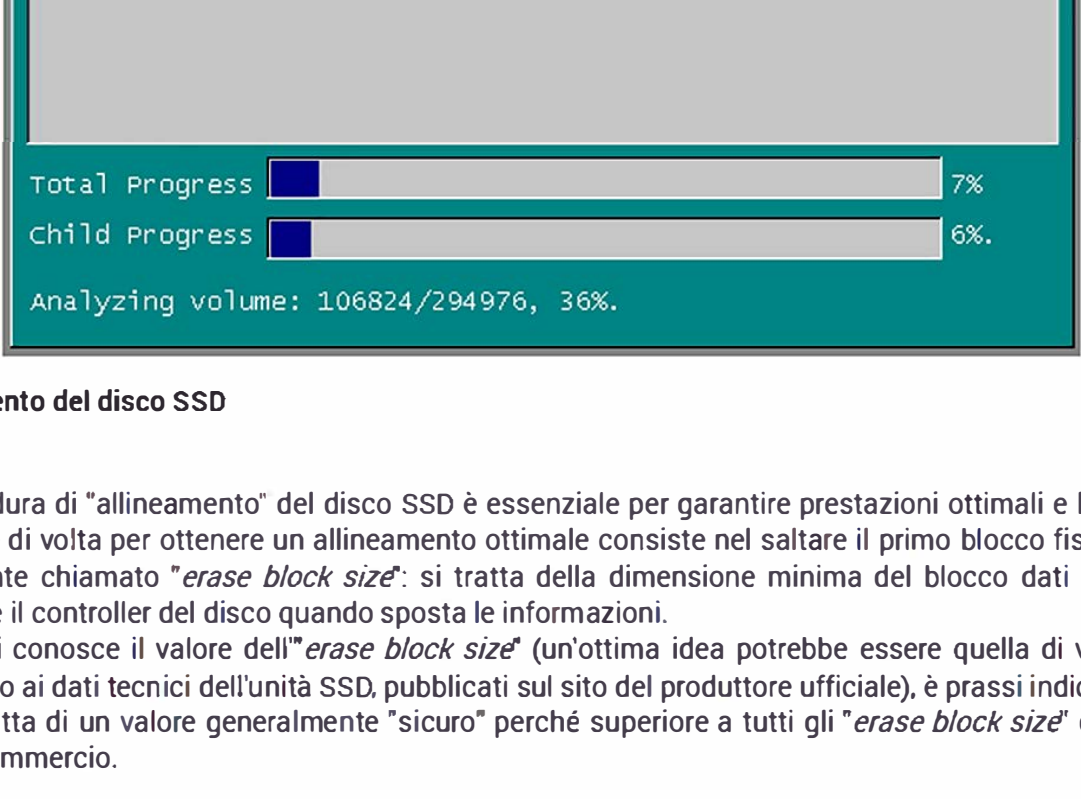 Total Progress 7%
Child Progress 6%.
Analyzing volume: 106824/294976, 36%.
ento del disco SSD
dura di "allineamento" del disco SSD è essenziale per garantire prestazioni ottimali e
di volta per ottenere un allineamento ottimale consiste nel saltare il primo blocco fis
nte chiamato "erase block size": si tratta della dimensione minima del blocco dati
e il controller del disco quando sposta le informazioni.
i conosce il valore dell'"erase block size" (un'ottima idea potrebbe essere quella di v
o ai dati tecnici dell'unità SSD, pubblicati sul sito del produttore ufficiale), è prassi indic
tta di un valore generalmente "sicuro" perché superiore a tutti gli "erase block size"
mmercio.